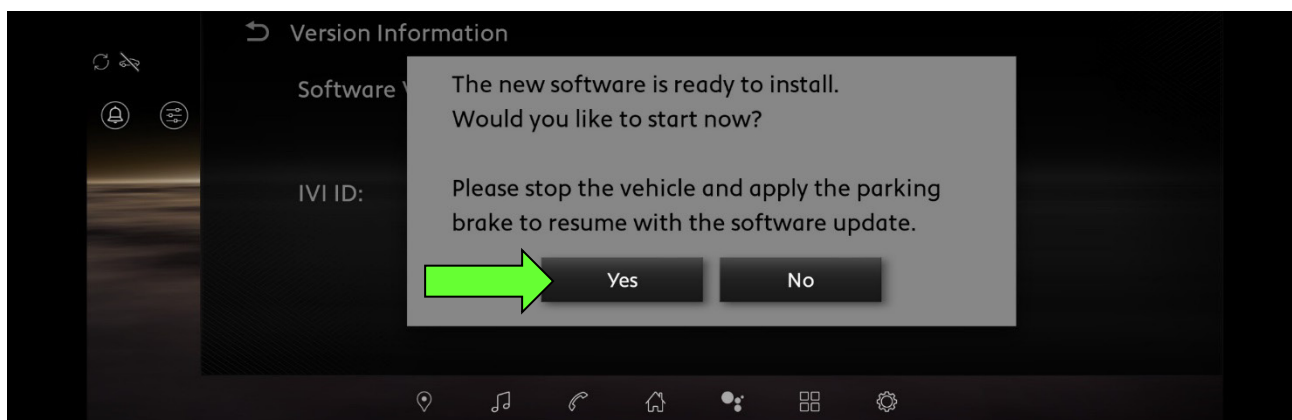 Version Information
Software V
The new software is ready to install.
Would you like to start now?
IVI ID:
Please stop the vehicle and apply the parking
brake to resume with the software update.
Yes
No